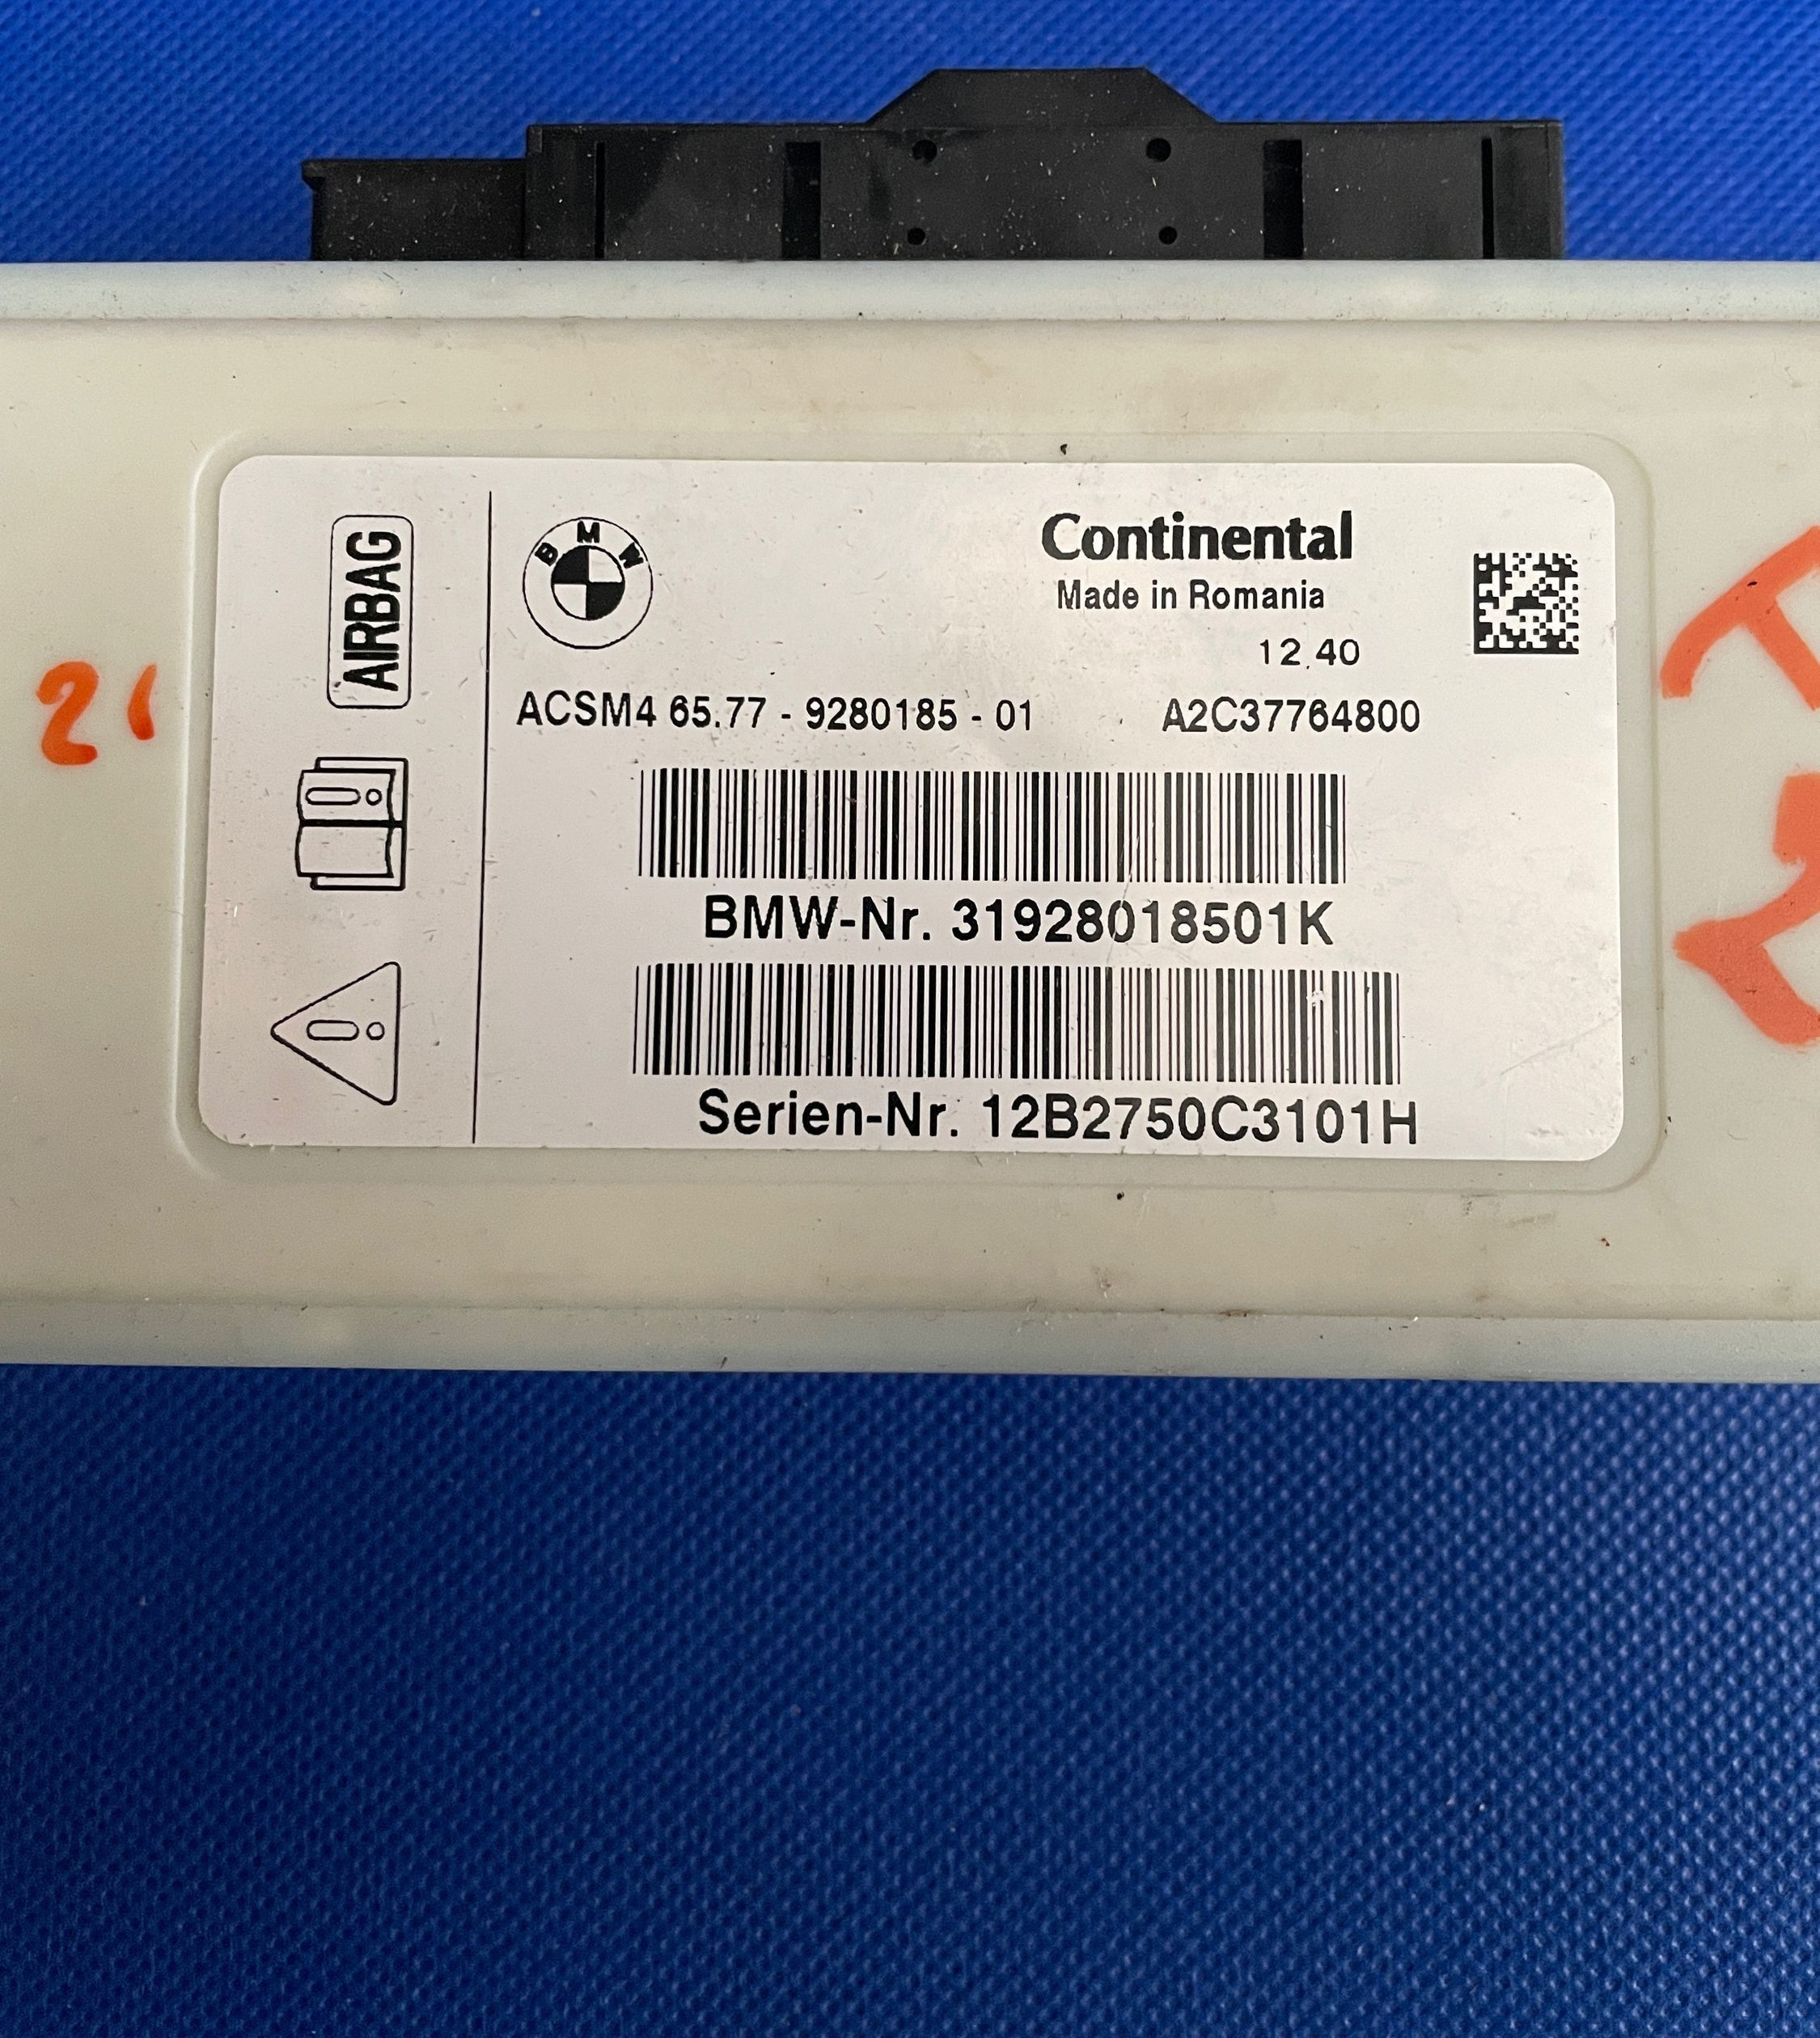 AIRBAG
BMW
Continental
Made in Romania
12.40
ACSM4 65.77 - 9280185 - 01 A2C37764800
BMW-Nr. 31928018501K
Serien-Nr. 12B2750C3101H